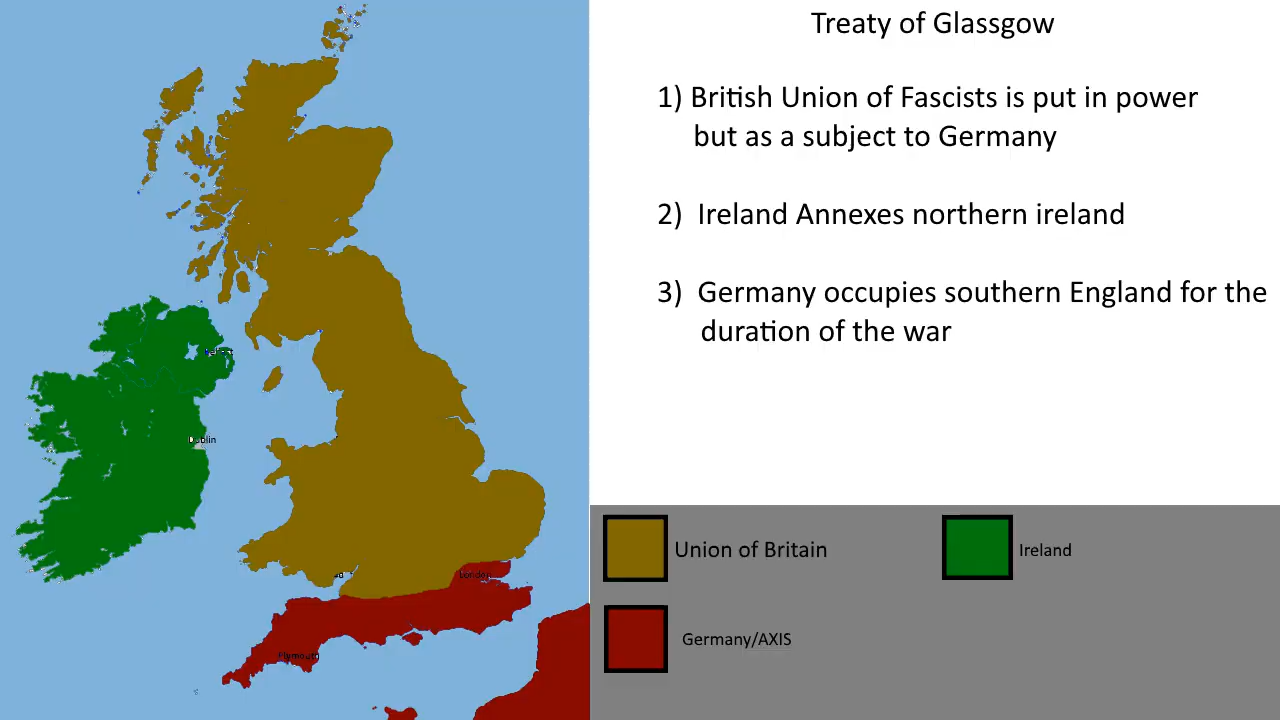 Treaty of Glassgow
1) British Union of Fascists is put in power
but as a subject to Germany
2) Ireland Annexes northern ireland
3) Germany occupies southern England for the
duration of the war
Dublin
London
Plymouth
Union of Britain
Ireland
Germany/AXIS